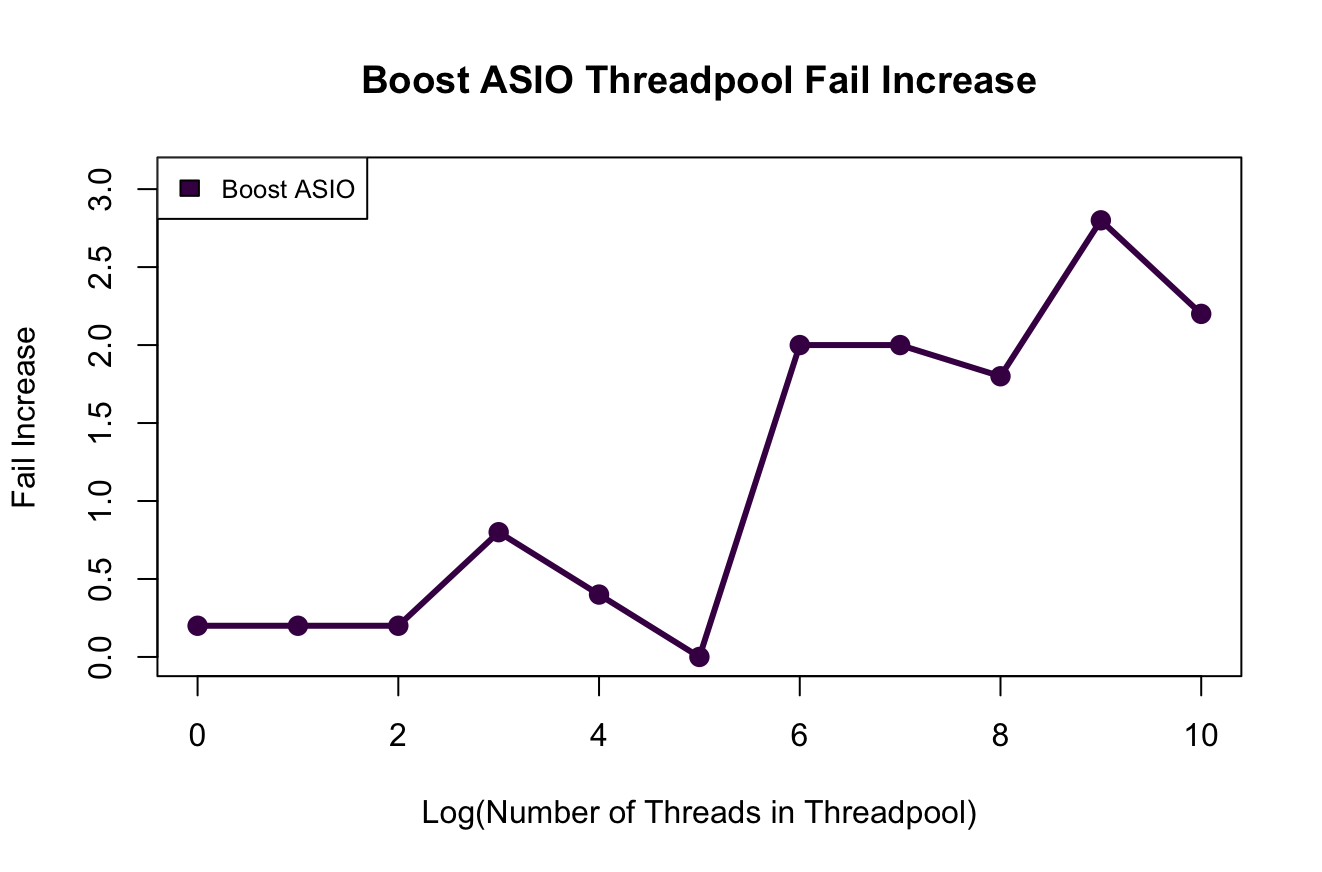 Boost ASIO Threadpool Fail Increase
Boost ASIO
Fail Increase
3.0
2.5
2.0
1.5
1.0
0.5
0.0
0 2 4 6 8 10
Log(Number of Threads in Threadpool)